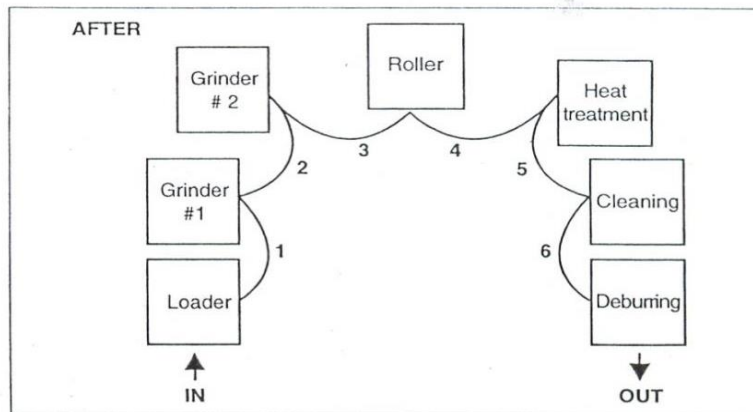 AFTER
Grinder
# 2
Roller
Heat
treatment
2
3
4
5
Grinder
#1
Cleaning
1
6
Loader
Deburring
IN
OUT